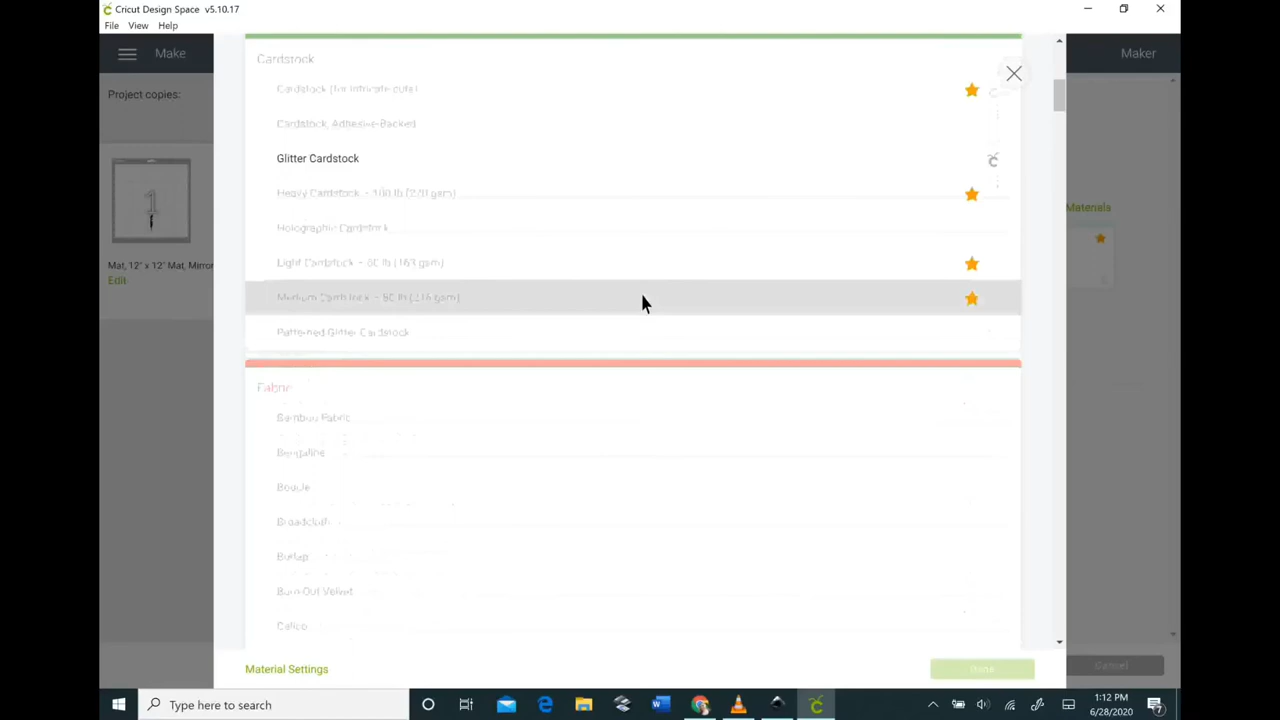 Cricut Design Space v5.10.17
File View Help
Make
Maker
Project copies:
Cardstock
Cardstock (for intricate cuts)
Cardstock, Adhesive-Backed
Glitter Cardstock
Heavy Cardstock - 100 lb (270 gsm)
Holographic Cardstock
Light Cardstock - 60 lb (163 gsm)
Medium Cardstock - 80 lb (216 gsm)
Patterned Glitter Cardstock
Fabric
Bamboo Fabric
Bengaline
Boucle
Broadcloth
Burlap
Burn-Out Velvet
Calico
1
Mat, 12" x 12" Mat, Mirror
Edit
Materials
Material Settings
Done
Cancel
Type here to search
1:12 PM
6/28/2020
7